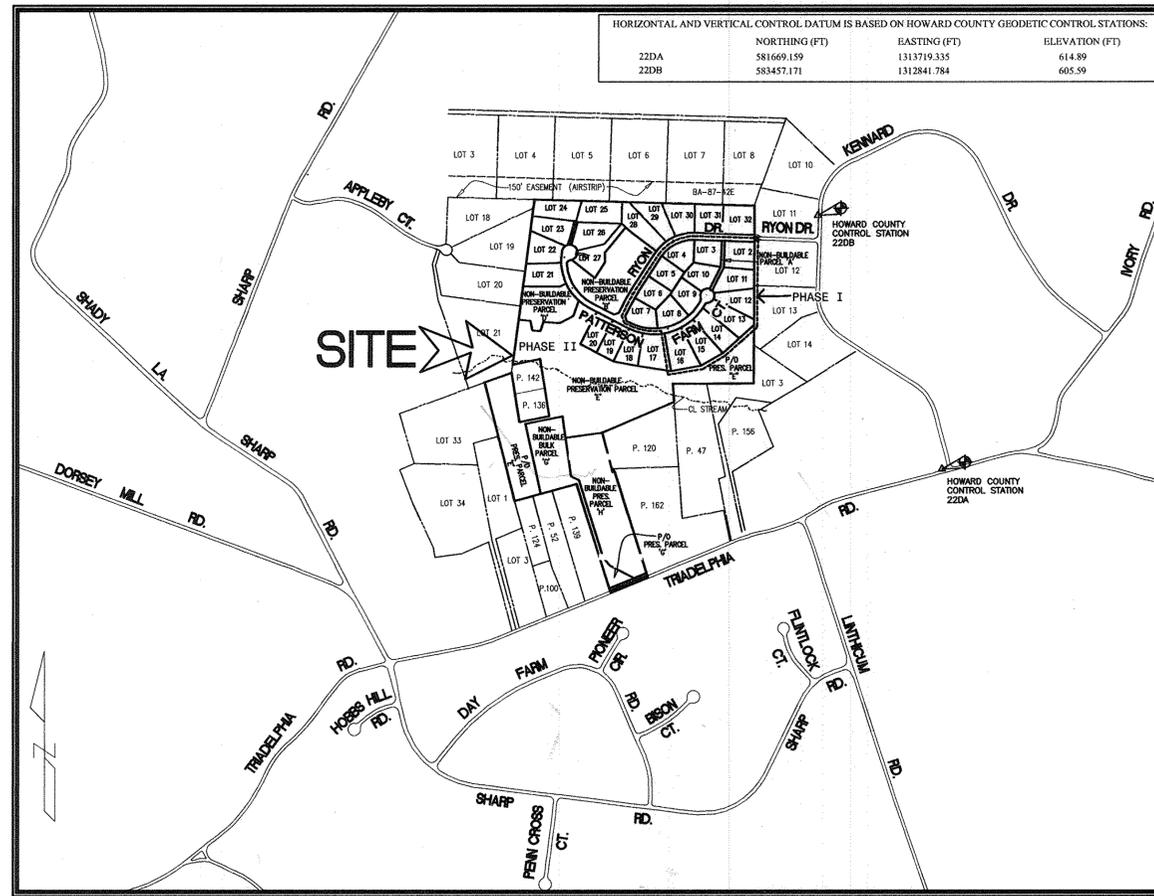 HORIZONTAL AND VERTICAL CONTROL DATUM IS BASED ON HOWARD COUNTY GEODETIC CONTROL STATIONS:
NORTHING (FT) EASTING (FT) ELEVATION (FT)
22DA 581669.159 1313719.335 614.89
22DB 583457.171 1312841.784 605.59
RD.
KENNARD
DR.
IVORY RD.
LOT 3
LOT 4
LOT 5
LOT 6
LOT 7
LOT 8
LOT 10
150' EASEMENT (AIRSTRIP)
BA-87-42E
APPLEBY CT.
LOT 18
LOT 19
LOT 20
LOT 21
LOT 24
LOT 25
LOT 28
LOT 29
LOT 30
LOT 31
LOT 32
LOT 11
RYON DR.
HOWARD COUNTY
CONTROL STATION
22DB
LOT 23
LOT 26
LOT 22
LOT 27
LOT 21
RYON
DR.
LOT 3
LOT 2
LOT 4
LOT 5
LOT 10
LOT 11
LOT 6
LOT 9
LOT 12
LOT 7
LOT 8
LOT 13
NON-BUILDABLE
PARCEL 'A'
LOT 12
PHASE I
LOT 13
LOT 14
LOT 3
NON-BUILDABLE
PRESERVATION
PARCEL
NON-BUILDABLE
PRESERVATION
PARCEL
PATTERSON
FARM
CT.
LOT 20
LOT 19
LOT 18
LOT 17
LOT 16
LOT 15
LOT 14
P/O
PRES. PARCEL
'E'
SITE
PHASE II
SHARP
SHADY
LA.
P. 142
P. 136
NON-BUILDABLE
PRESERVATION PARCEL
'E'
CL STREAM
P. 156
P. 120
P. 47
P. 162
LOT 33
LOT 34
LOT 1
LOT 3
P/O
PRES. PARCEL
'E'
NON-
BUILDABLE
BULK
PARCEL
'G'
NON-
BUILDABLE
PRES.
PARCEL
'H'
P. 124
P. 52
P. 139
P.100
P/O
PRES. PARCEL
'G'
SHARP
RD.
DORSEY MILL RD.
HOWARD COUNTY
CONTROL STATION
22DA
TRIADELPHIA
RD.
TRIADELPHIA
RD.
HOBBS HILL
RD.
DAY FARM
RD.
PIONEER
CIR.
BISON
CT.
FLINTLOCK
CT.
LINTHICUM
RD.
SHARP
RD.
SHARP
RD.
PENN CROSS
CT.
N